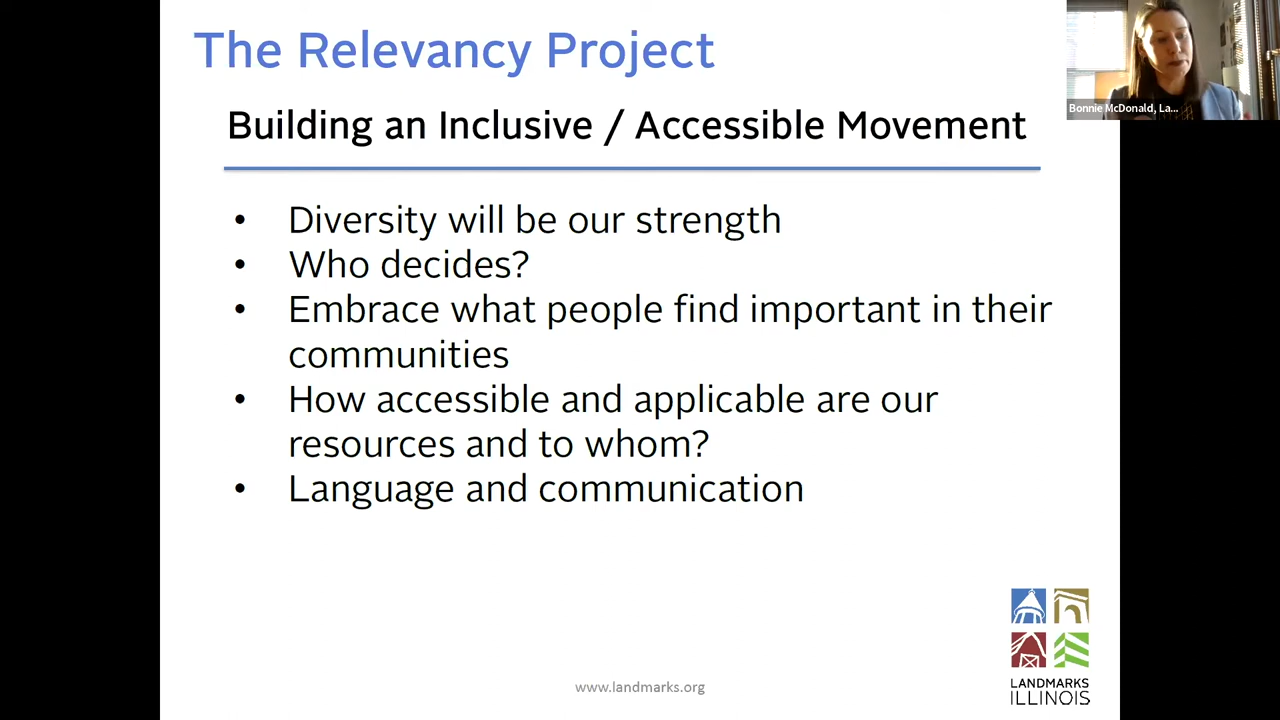 The Relevancy Project
Bonnie McDonald, La...
Building an Inclusive / Accessible Movement
• Diversity will be our strength
• Who decides?
• Embrace what people find important in their
communities
• How accessible and applicable are our
resources and to whom?
• Language and communication
LANDMARKS
ILLINOIS
www.landmarks.org